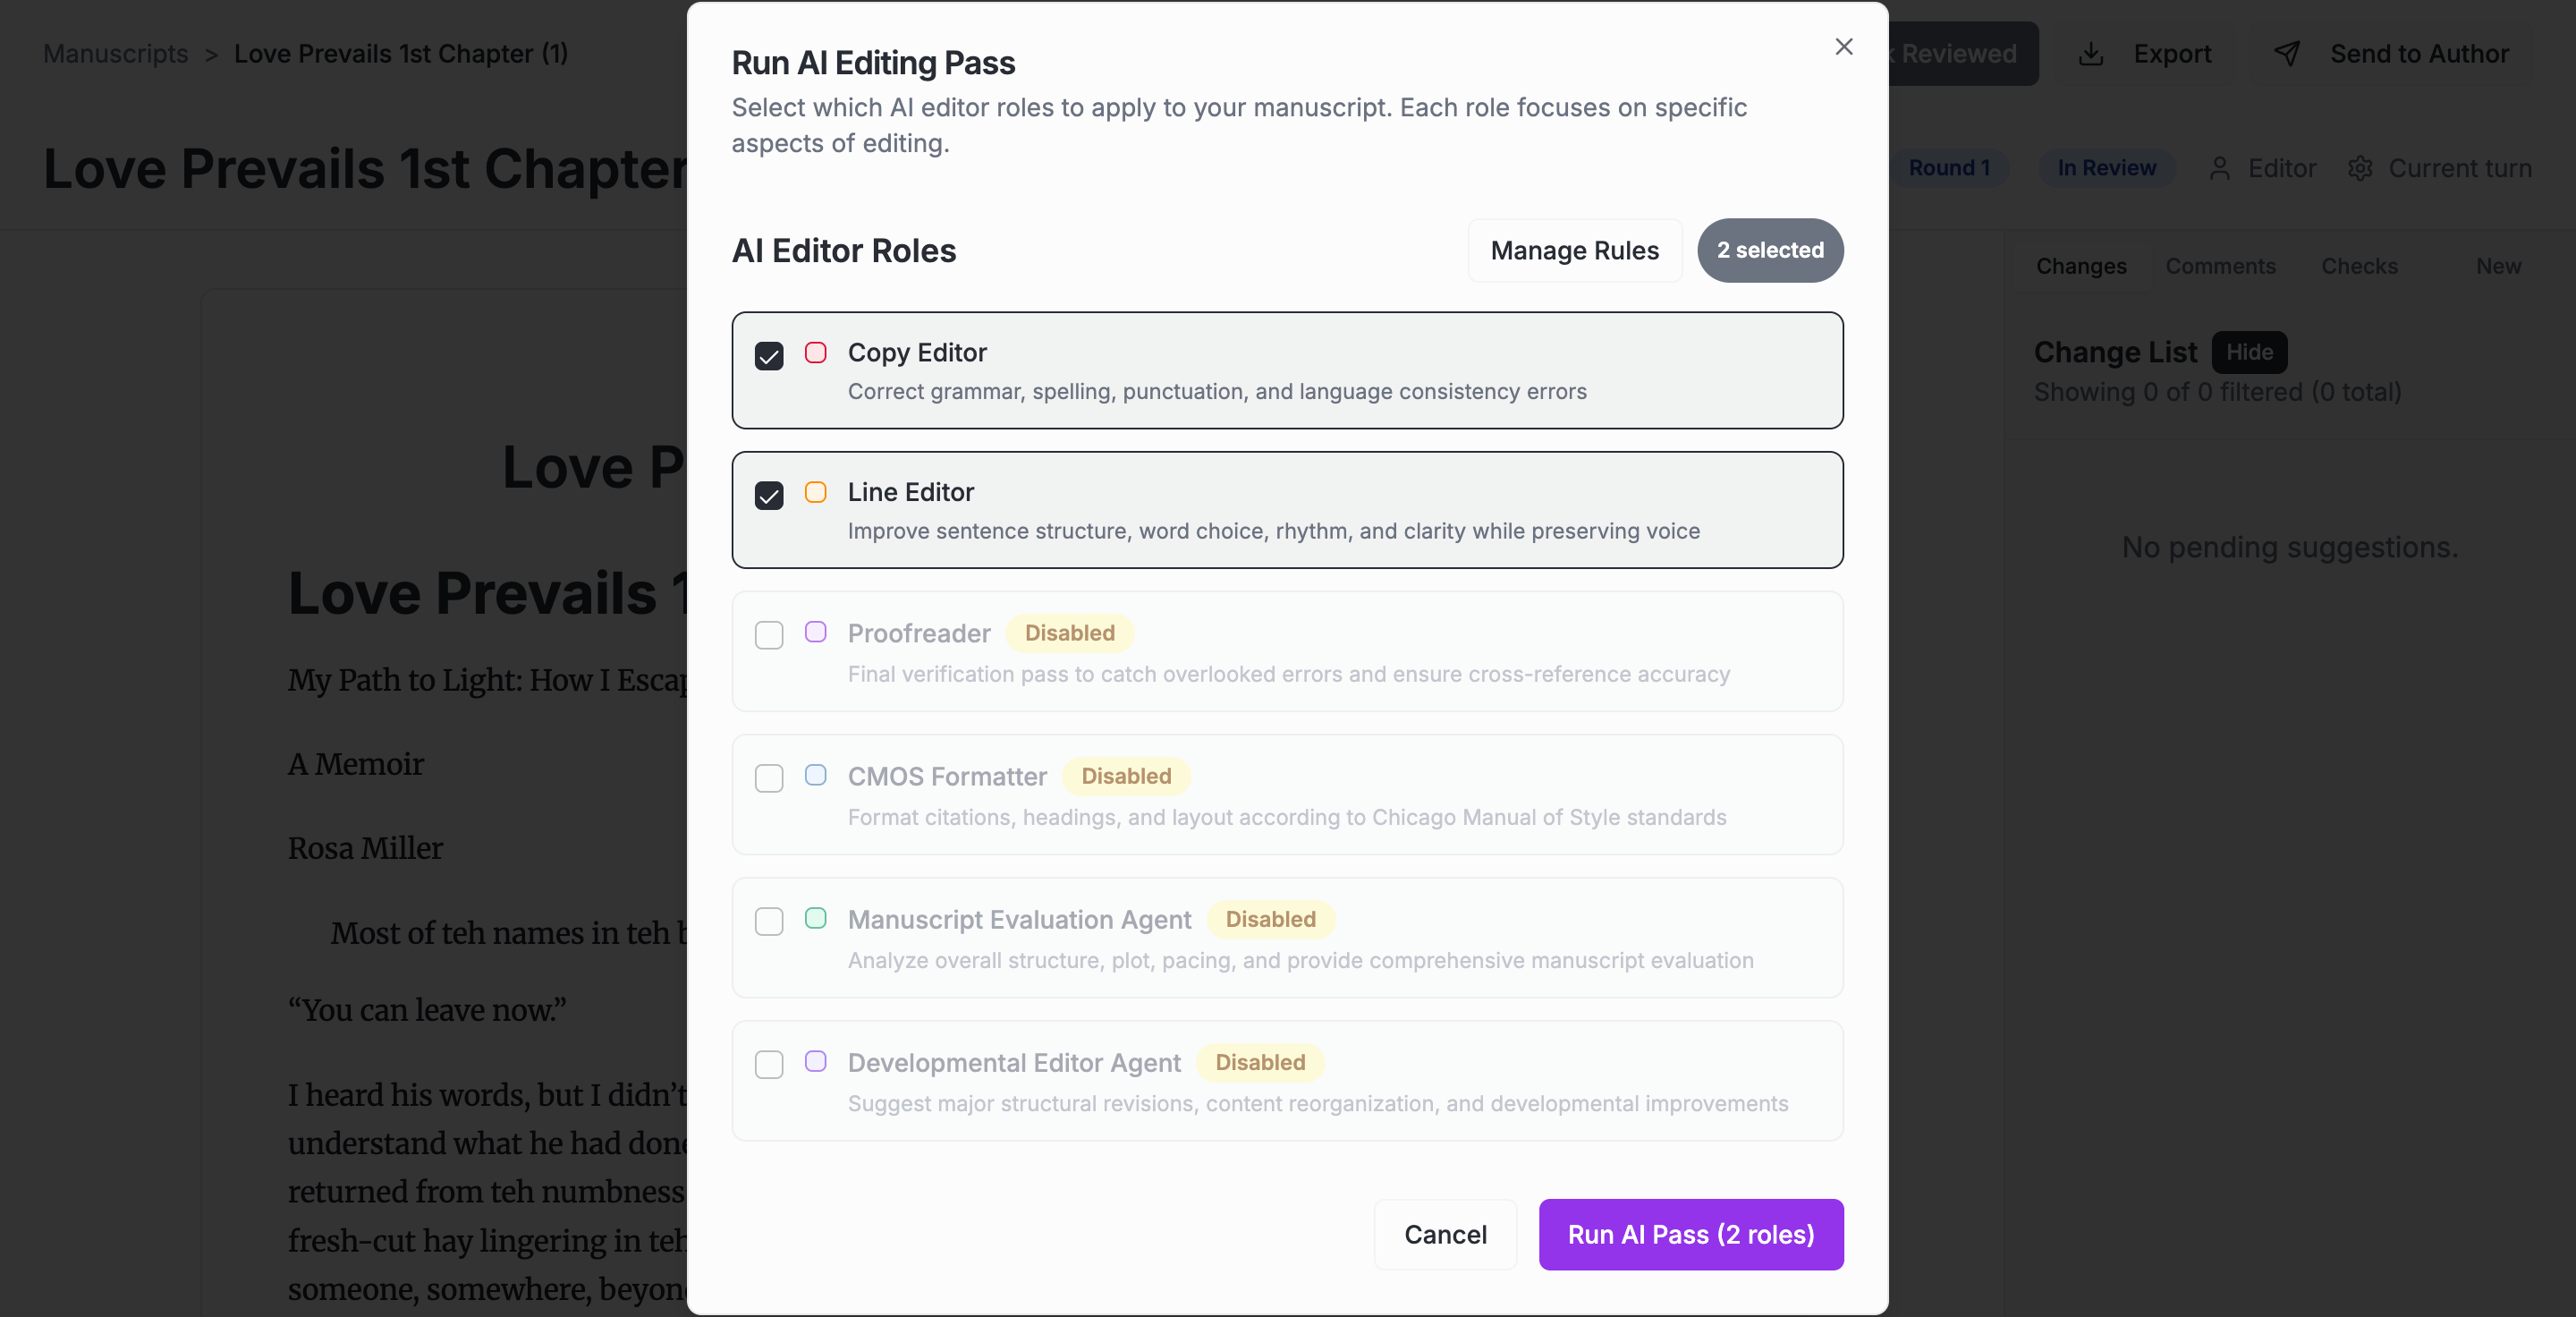 Manuscripts > Love Prevails 1st Chapter (1)
Reviewed
Export
Send to Author
Love Prevails 1st Chapter
Round 1
In Review
Editor
Current turn
Run AI Editing Pass
Select which AI editor roles to apply to your manuscript. Each role focuses on specific
aspects of editing.
AI Editor Roles
Manage Rules
2 selected
Copy Editor
Correct grammar, spelling, punctuation, and language consistency errors
Line Editor
Improve sentence structure, word choice, rhythm, and clarity while preserving voice
Proofreader
Disabled
Final verification pass to catch overlooked errors and ensure cross-reference accuracy
CMOS Formatter
Disabled
Format citations, headings, and layout according to Chicago Manual of Style standards
Manuscript Evaluation Agent
Disabled
Analyze overall structure, plot, pacing, and provide comprehensive manuscript evaluation
Developmental Editor Agent
Disabled
Suggest major structural revisions, content reorganization, and developmental improvements
Cancel
Run AI Pass (2 roles)
Love P
Love Prevails 1
My Path to Light: How I Escap
A Memoir
Rosa Miller
Most of teh names in teh b
“You can leave now.”
I heard his words, but I didn’t
understand what he had done
returned from teh numbness
fresh-cut hay lingering in teh
someone, somewhere, beyon
Changes
Comments
Checks
New
Change List
Hide
Showing 0 of 0 filtered (0 total)
No pending suggestions.